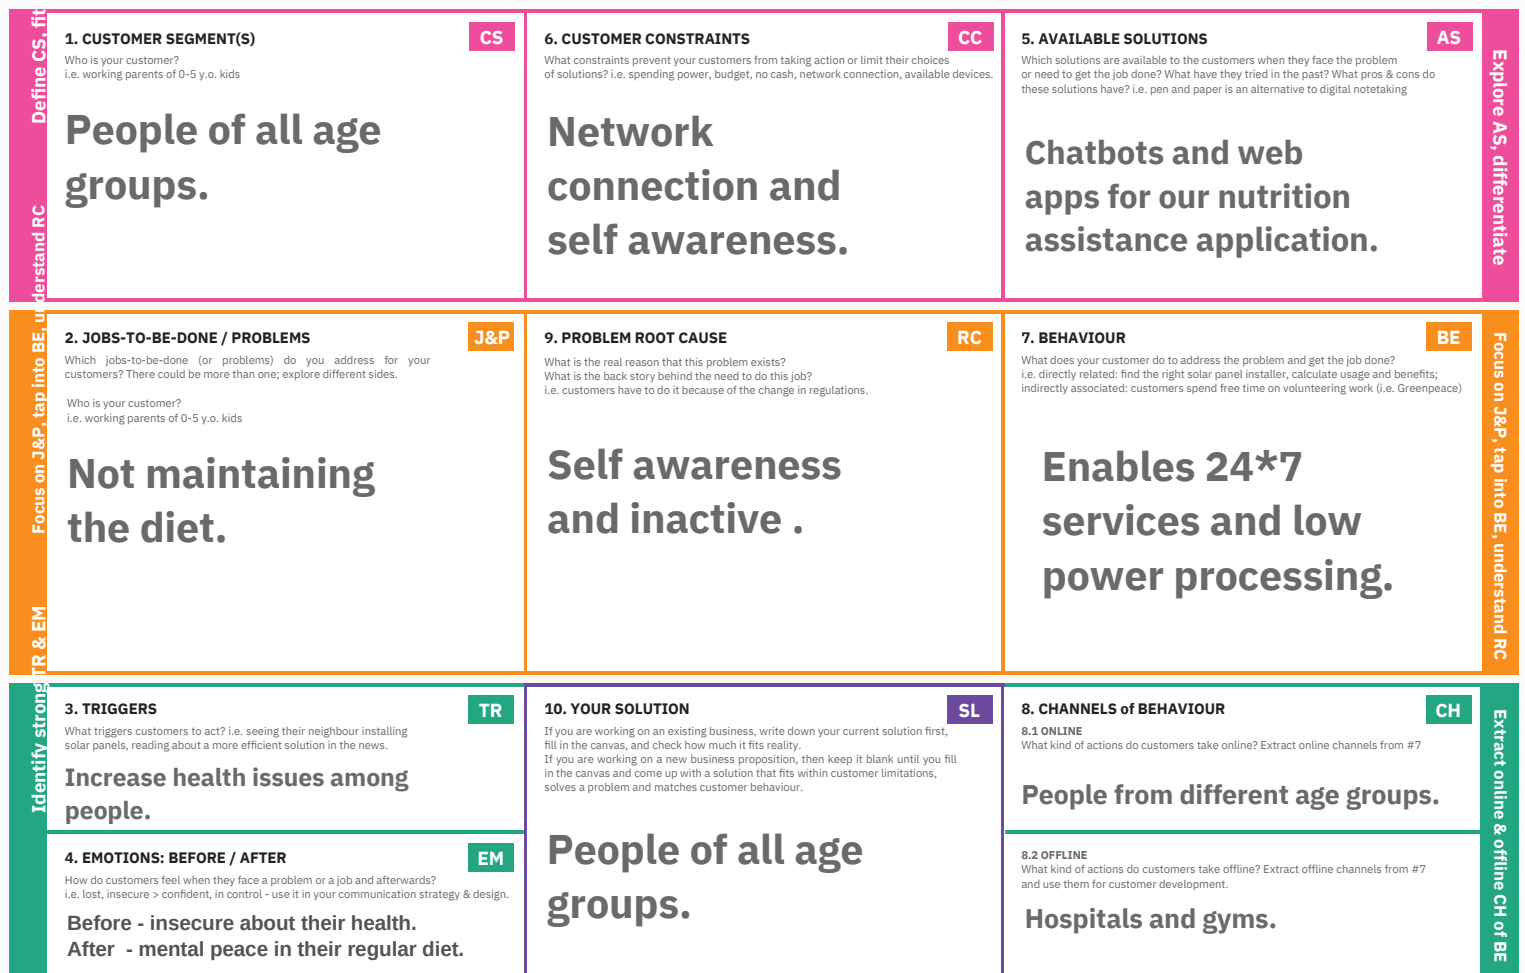 Define CS, fit
1. CUSTOMER SEGMENT(S)
CS
Who is your customer?
i.e. working parents of 0-5 y.o. kids
People of all age
groups.
6. CUSTOMER CONSTRAINTS
CC
What constraints prevent your customers from taking action or limit their choices
of solutions? i.e. spending power, budget, no cash, network connection, available devices.
Network
connection and
self awareness.
5. AVAILABLE SOLUTIONS
AS
Which solutions are available to the customers when they face the problem
or need to get the job done? What have they tried in the past? What pros & cons do
these solutions have? i.e. pen and paper is an alternative to digital notetaking
Chatbots and web
apps for our nutrition
assistance application.
Explore AS, differentiate
Focus on J&P, tap into BE, understand RC
2. JOBS-TO-BE-DONE / PROBLEMS
J&P
Which jobs-to-be-done (or problems) do you address for your
customers? There could be more than one; explore different sides.
Who is your customer?
i.e. working parents of 0-5 y.o. kids
Not maintaining
the diet.
9. PROBLEM ROOT CAUSE
RC
What is the real reason that this problem exists?
What is the back story behind the need to do this job?
i.e. customers have to do it because of the change in regulations.
Self awareness
and inactive .
7. BEHAVIOUR
BE
What does your customer do to address the problem and get the job done?
i.e. directly related: find the right solar panel installer, calculate usage and benefits;
indirectly associated: customers spend free time on volunteering work (i.e. Greenpeace)
Enables 24*7
services and low
power processing.
Focus on J&P, tap into BE, understand RC
Identify strong TR & EM
3. TRIGGERS
TR
What triggers customers to act? i.e. seeing their neighbour installing
solar panels, reading about a more efficient solution in the news.
Increase health issues among
people.
4. EMOTIONS: BEFORE / AFTER
EM
How do customers feel when they face a problem or a job and afterwards?
i.e. lost, insecure > confident, in control - use it in your communication strategy & design.
Before - insecure about their health.
After  - mental peace in their regular diet.
10. YOUR SOLUTION
SL
If you are working on an existing business, write down your current solution first,
fill in the canvas, and check how much it fits reality.
If you are working on a new business proposition, then keep it blank until you fill
in the canvas and come up with a solution that fits within customer limitations,
solves a problem and matches customer behaviour.
People of all age
groups.
8. CHANNELS of BEHAVIOUR
CH
8.1 ONLINE
What kind of actions do customers take online? Extract online channels from #7
People from different age groups.
8.2 OFFLINE
What kind of actions do customers take offline? Extract offline channels from #7
and use them for customer development.
Hospitals and gyms.
Extract online & offline CH of BE